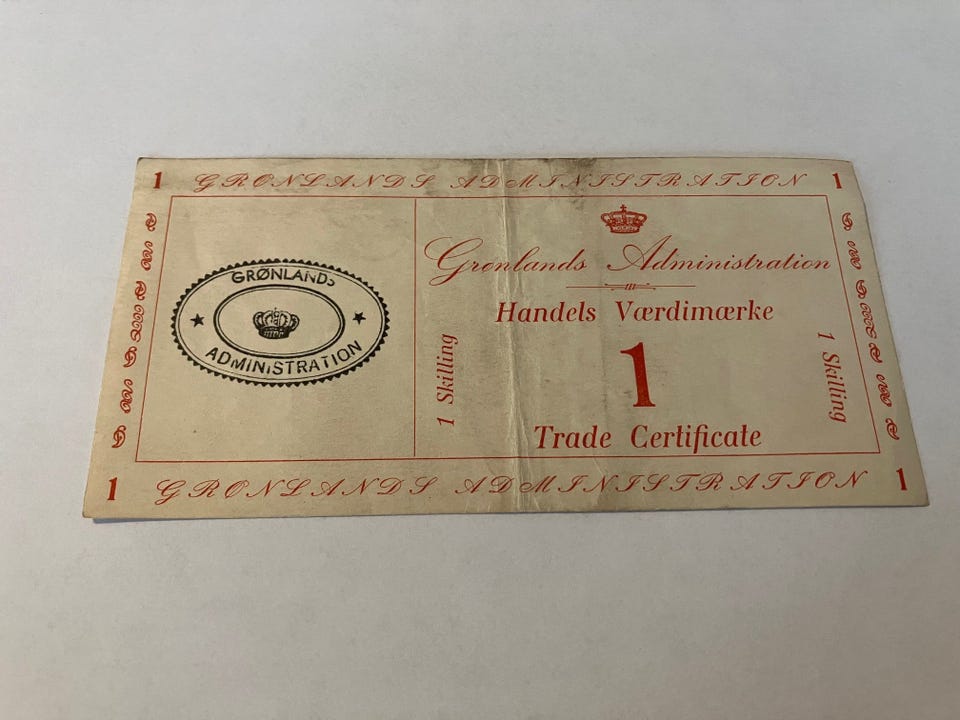 1 GRØNLANDS ADMINISTRATION 1
GRØNLANDS
ADMINISTRATION
Grønlands Administration
Handels Værdimærke
1 Skilling
1
1 Skilling
Trade Certificate
1 GRØNLANDS ADMINISTRATION 1